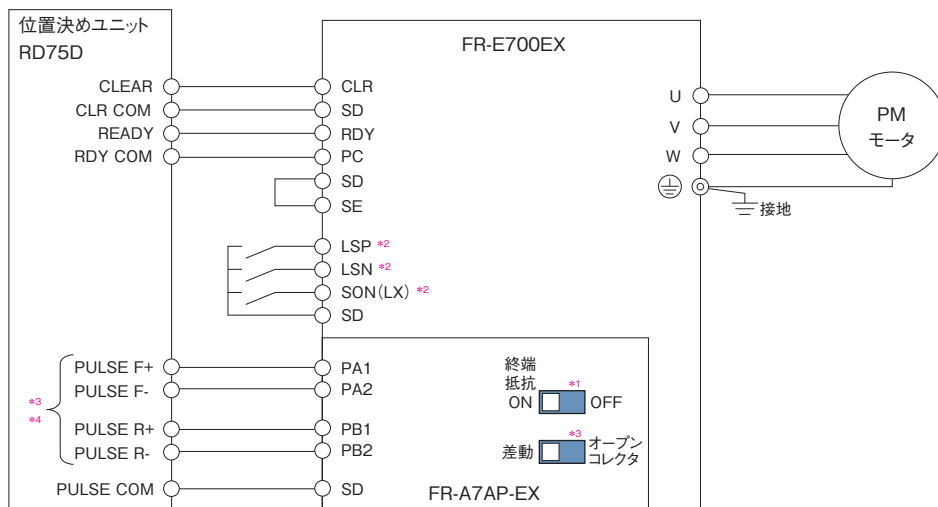 位置決めユニット
RD75D
FR-E700EX
CLEAR
CLR
CLR COM
SD
READY
RDY
RDY COM
PC
SD
SE
LSP *2
LSN *2
SON(LX) *2
SD
U
V
W
PM
モータ
接地
PULSE F+
PA1
PULSE F-
PA2
*3
*4
PULSE R+
PB1
PULSE R-
PB2
PULSE COM
SD
終端
抵抗 *1
ON OFF
*3
差動 オープン
コレクタ
FR-A7AP-EX